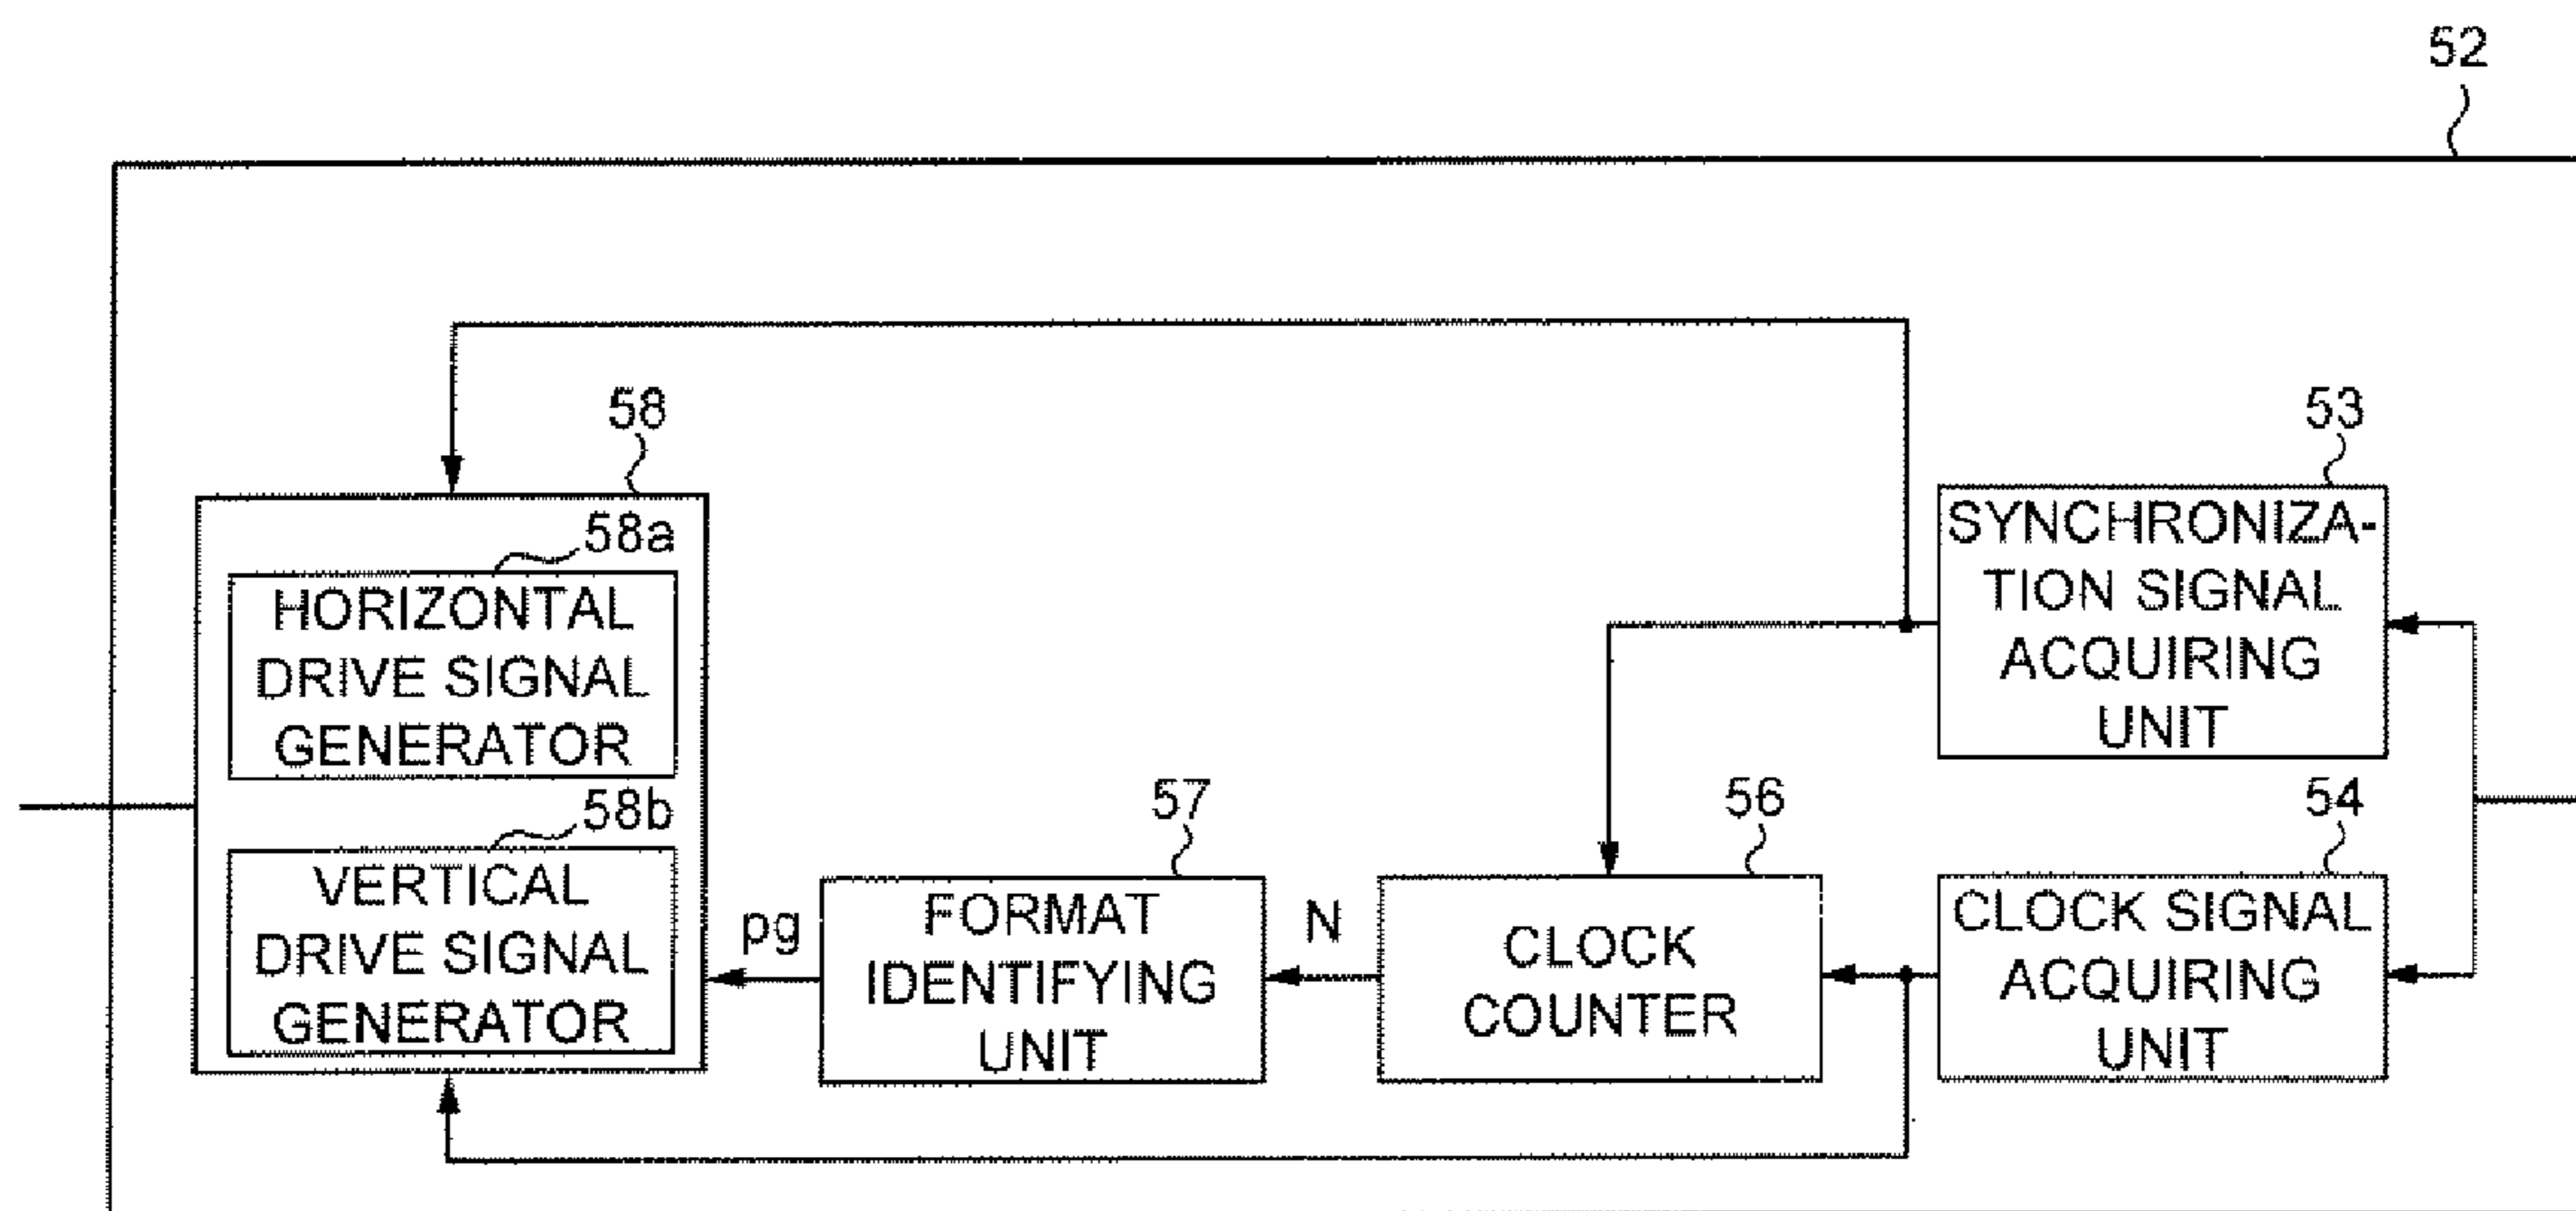 52
58
53
58a
HORIZONTAL
DRIVE SIGNAL
GENERATOR
SYNCHRONIZA-
TION SIGNAL
ACQUIRING
UNIT
58b
VERTICAL
DRIVE SIGNAL
GENERATOR
pg
57
FORMAT
IDENTIFYING
UNIT
N
56
CLOCK
COUNTER
54
CLOCK SIGNAL
ACQUIRING
UNIT